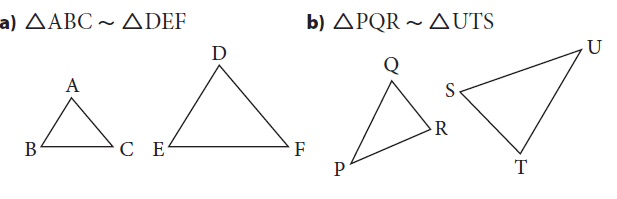 a) △ABC ~ △DEF
b) △PQR ~ △UTS
A
B
C
D
E
F
Q
R
P
S
U
T